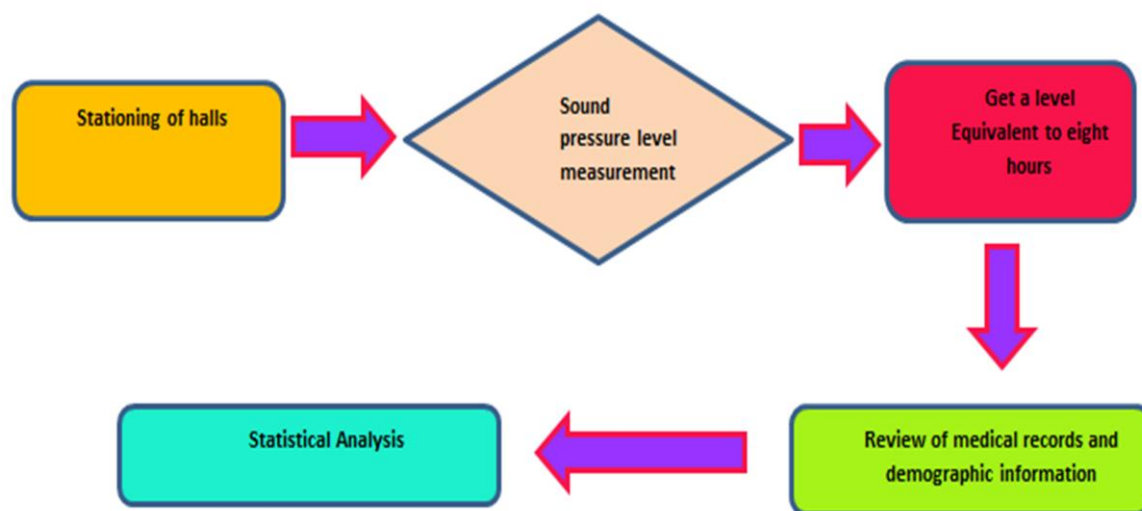 Stationing of halls
Sound
pressure level
measurement
Get a level
Equivalent to eight
hours
Review of medical records and
demographic information
Statistical Analysis